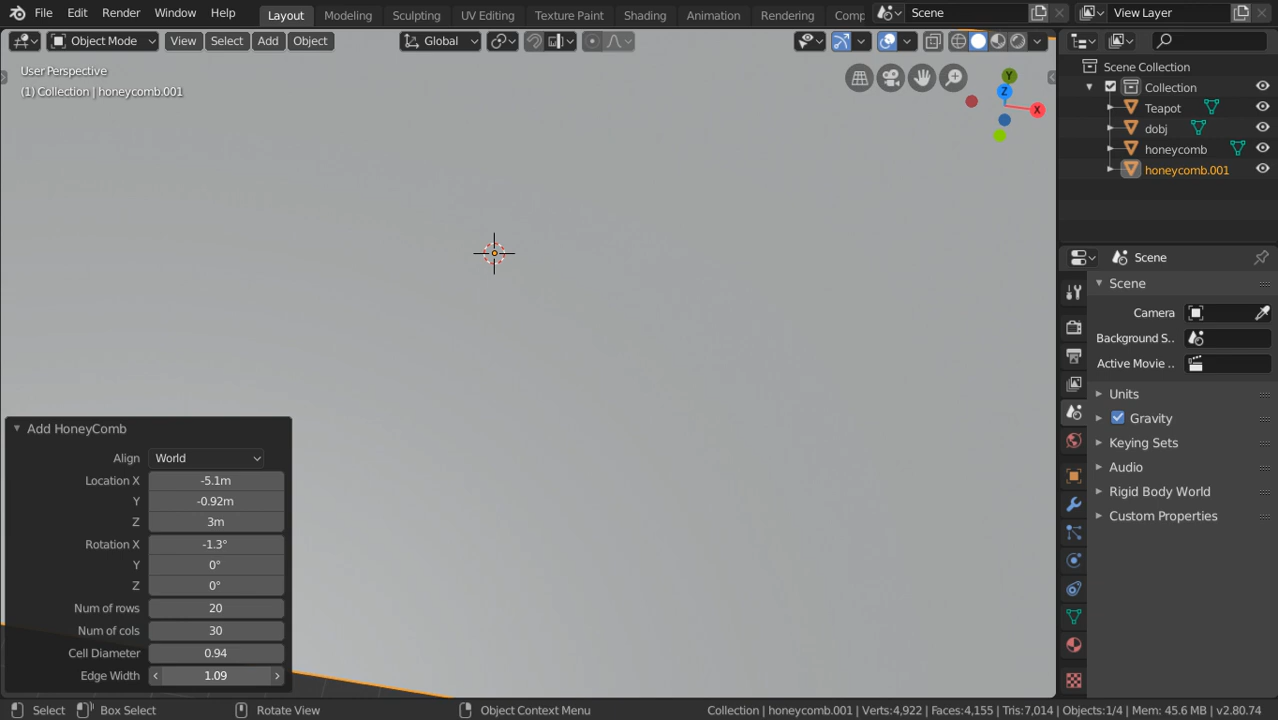 File Edit Render Window Help Layout Modeling Sculpting UV Editing Texture Paint Shading Animation Rendering Scene View Layer
Object Mode View Select Add Object Global
User Perspective
(1) Collection | honeycomb.001
Y
Z
X
Scene Collection
Collection
Teapot
dobj
honeycomb
honeycomb.001
Scene
Scene
Camera
Background S..
Active Movie ..
Units
Gravity
Keying Sets
Audio
Rigid Body World
Custom Properties
Add HoneyComb
Align World
Location X -5.1m
Y -0.92m
Z 3m
Rotation X -1.3°
Y 0°
Z 0°
Num of rows 20
Num of cols 30
Cell Diameter 0.94
Edge Width 1.09
Select Box Select Rotate View Object Context Menu Collection | honeycomb.001 | Verts:4,922 | Faces:4,155 | Tris:7,014 | Objects:1/4 | Mem: 45.6 MB | v2.80.74